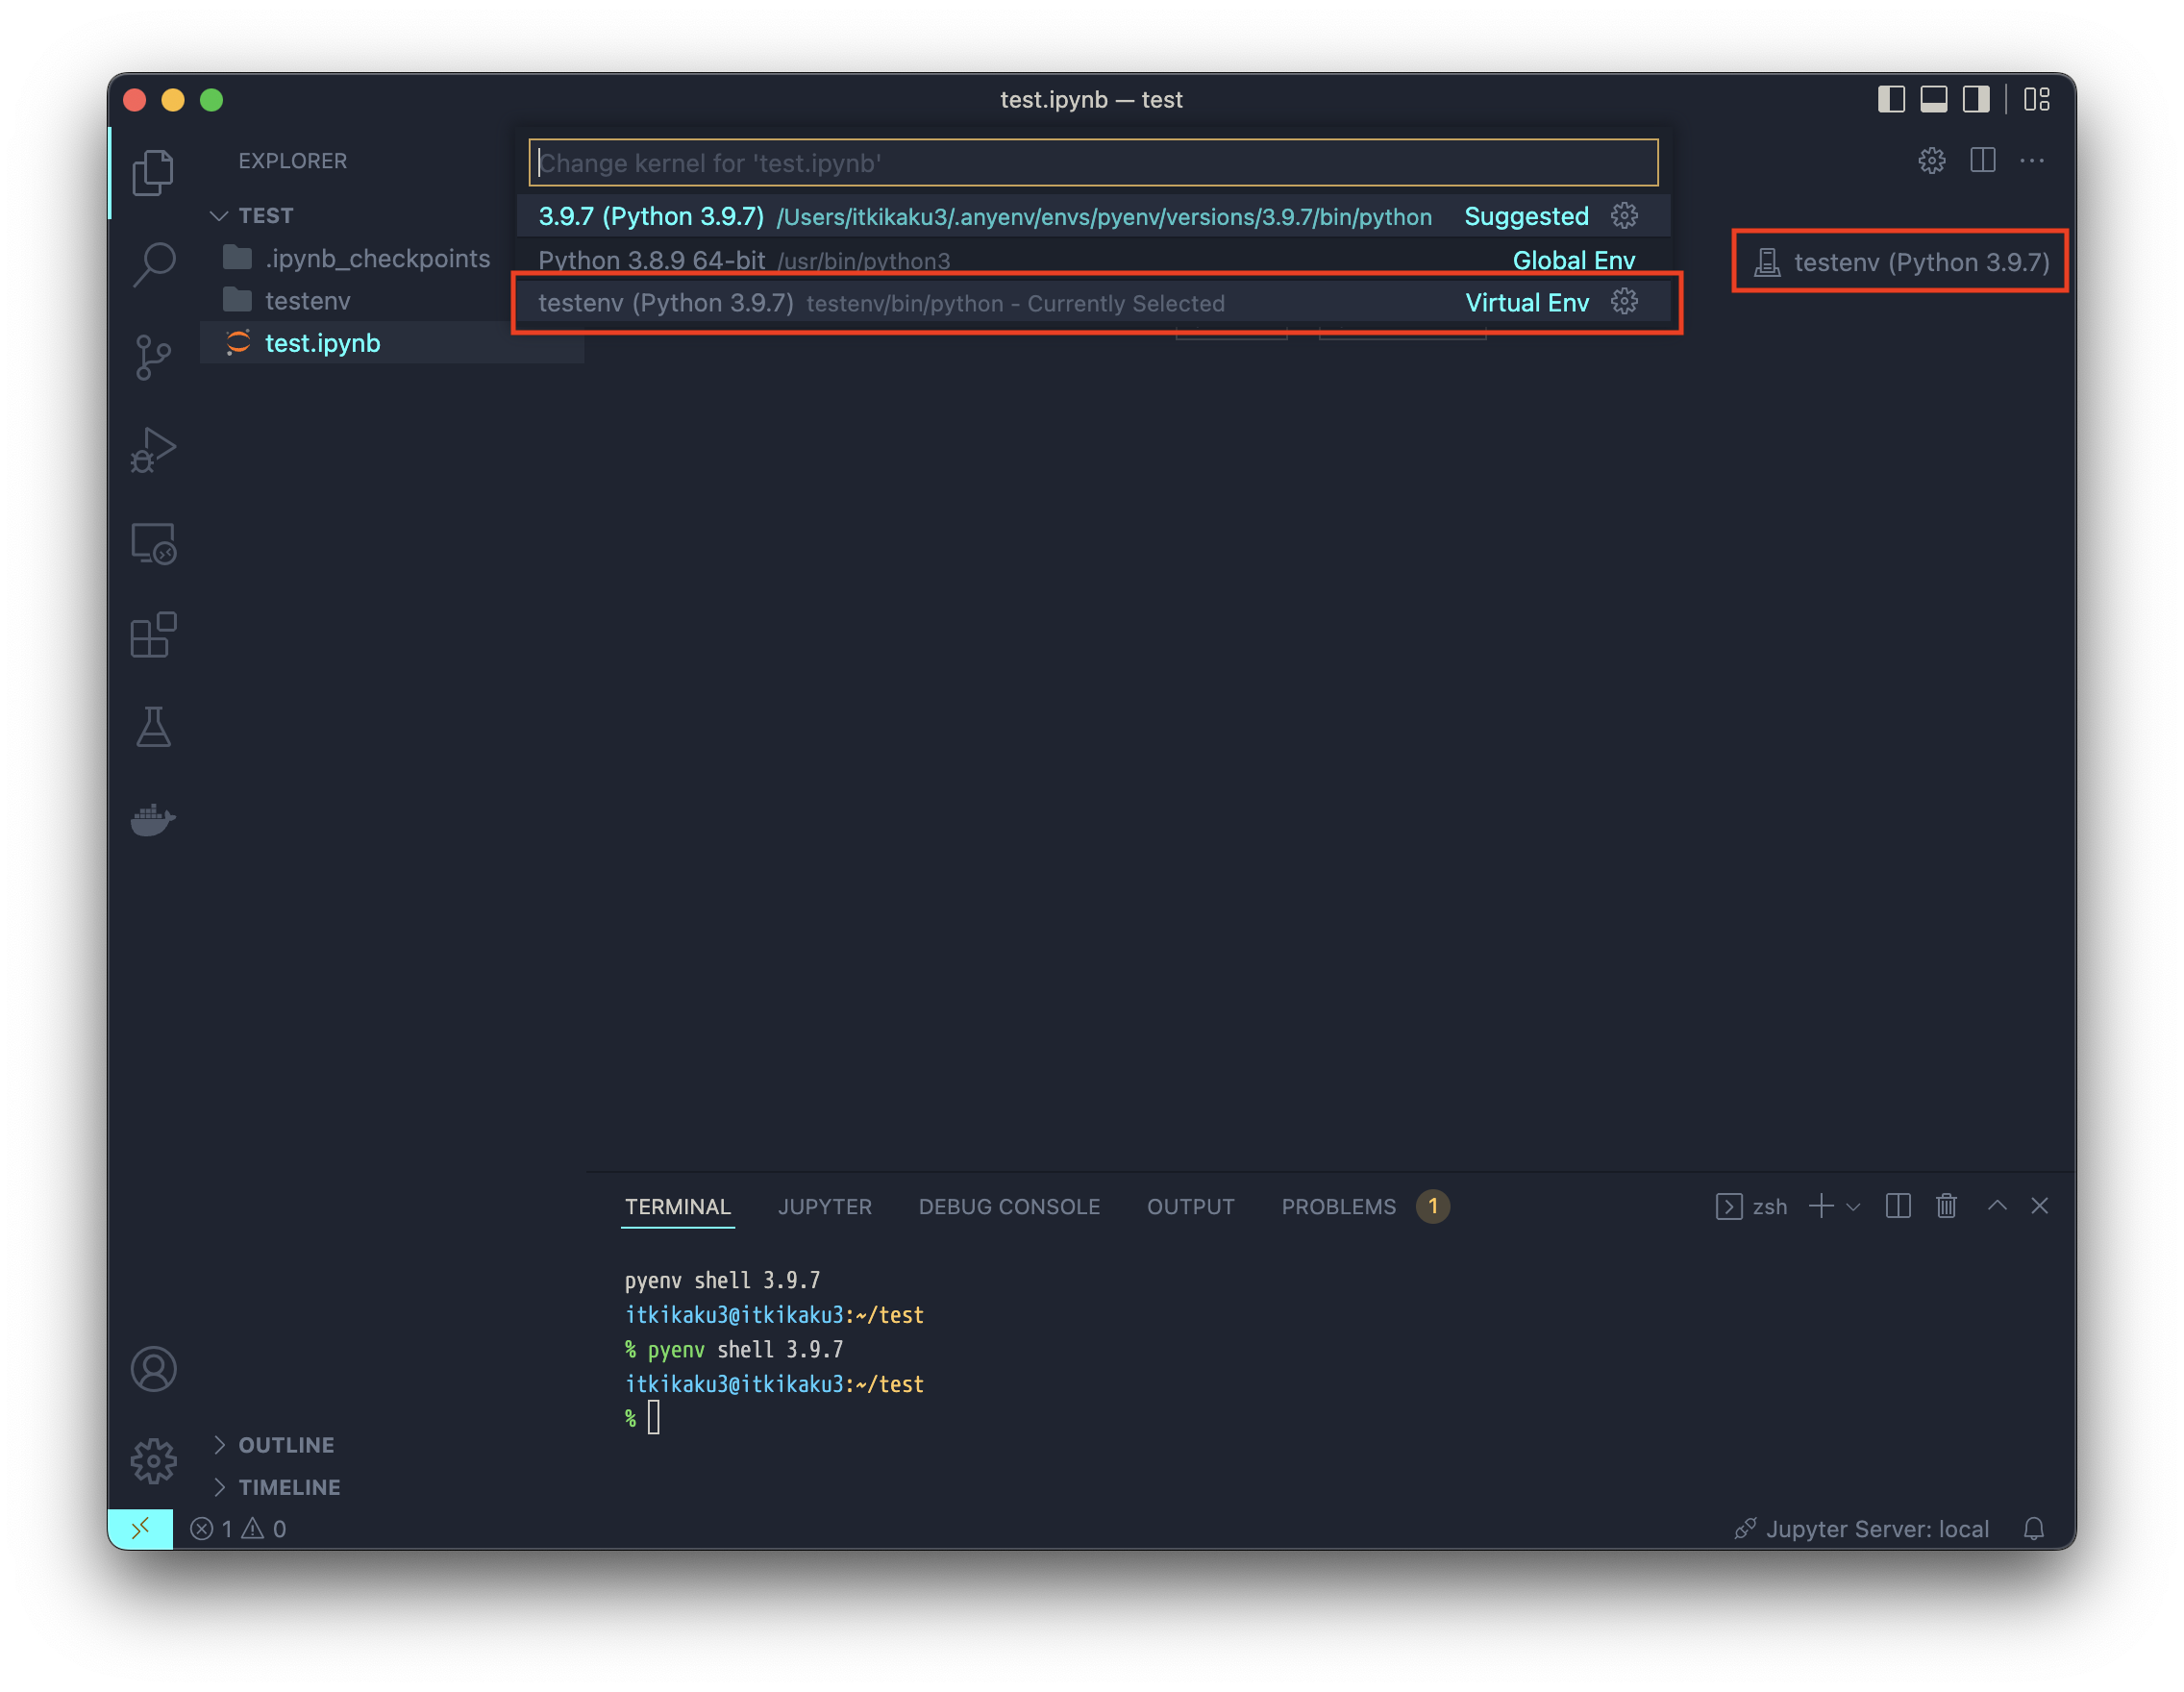 test.ipynb — test
EXPLORER
TEST
.ipynb_checkpoints
testenv
test.ipynb
Change kernel for 'test.ipynb'
3.9.7 (Python 3.9.7) /Users/itkikaku3/.anyenv/envs/pyenv/versions/3.9.7/bin/python Suggested
Python 3.8.9 64-bit /usr/bin/python3 Global Env
testenv (Python 3.9.7) testenv/bin/python - Currently Selected Virtual Env
testenv (Python 3.9.7)
TERMINAL JUPYTER DEBUG CONSOLE OUTPUT PROBLEMS 1 zsh
pyenv shell 3.9.7
itkikaku3@itkikaku3:~/test
% pyenv shell 3.9.7
itkikaku3@itkikaku3:~/test
%
OUTLINE
TIMELINE
1 0 Jupyter Server: local